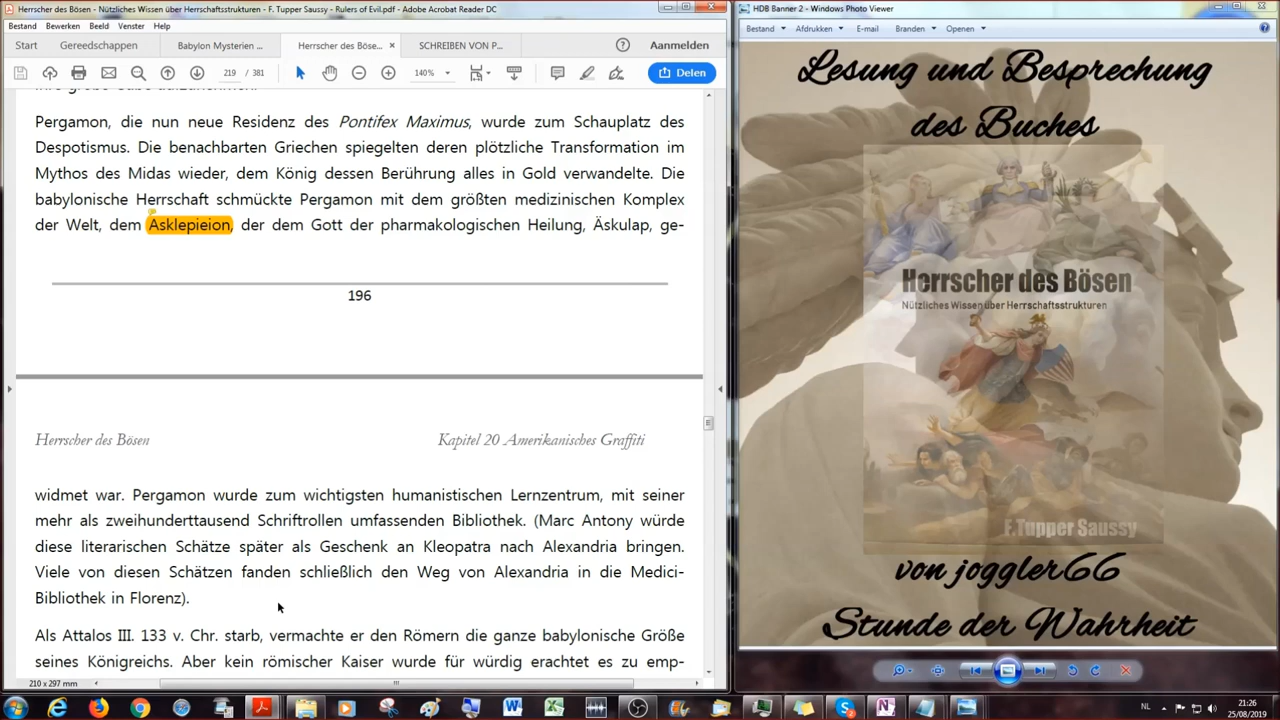 Herrscher des Bösen - Nützliches Wissen über Herrschaftsstrukturen - F. Tupper Saussy - Rulers of Evil.pdf - Adobe Acrobat Reader DC
Bestand Bewerken Beeld Venster Help
Start Gereedschappen Babylon Mysterien ... Herrscher des Böse... × SCHREIBEN VON P... Aanmelden
219 / 381 140% Delen
Pergamon, die nun neue Residenz des Pontifex Maximus, wurde zum Schauplatz des
Despotismus. Die benachbarten Griechen spiegelten deren plötzliche Transformation im
Mythos des Midas wieder, dem König dessen Berührung alles in Gold verwandelte. Die
babylonische Herrschaft schmückte Pergamon mit dem größten medizinischen Komplex
der Welt, dem Asklepieion, der dem Gott der pharmakologischen Heilung, Äskulap, ge-
196
Herrscher des Bösen Kapitel 20 Amerikanisches Graffiti
widmet war. Pergamon wurde zum wichtigsten humanistischen Lernzentrum, mit seiner
mehr als zweihunderttausend Schriftrollen umfassenden Bibliothek. (Marc Antony würde
diese literarischen Schätze später als Geschenk an Kleopatra nach Alexandria bringen.
Viele von diesen Schätzen fanden schließlich den Weg von Alexandria in die Medici-
Bibliothek in Florenz).
Als Attalos III. 133 v. Chr. starb, vermachte er den Römern die ganze babylonische Größe
seines Königreichs. Aber kein römischer Kaiser wurde für würdig erachtet es zu emp-
210 x 297 mm
HDB Banner 2 - Windows Photo Viewer
Bestand Afdrukken E-mail Branden Openen
Lesung und Besprechung
des Buches
Herrscher des Bösen
Nützliches Wissen über Herrschaftsstrukturen
F.Tupper Saussy
von joggler66
Stunde der Wahrheit
NL 21:26
25/08/2019